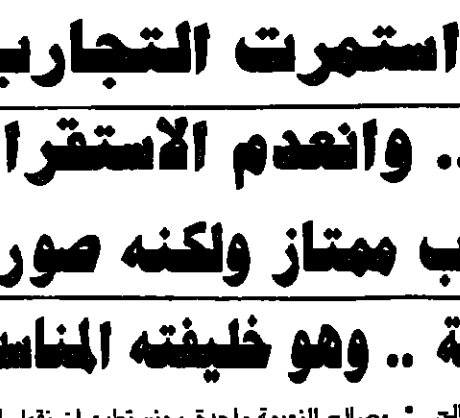 استمرت التجارب
.. وانعدم الاستقرا
ب ممتاز ولكنه صور
ة .. وهو خليفته المناس